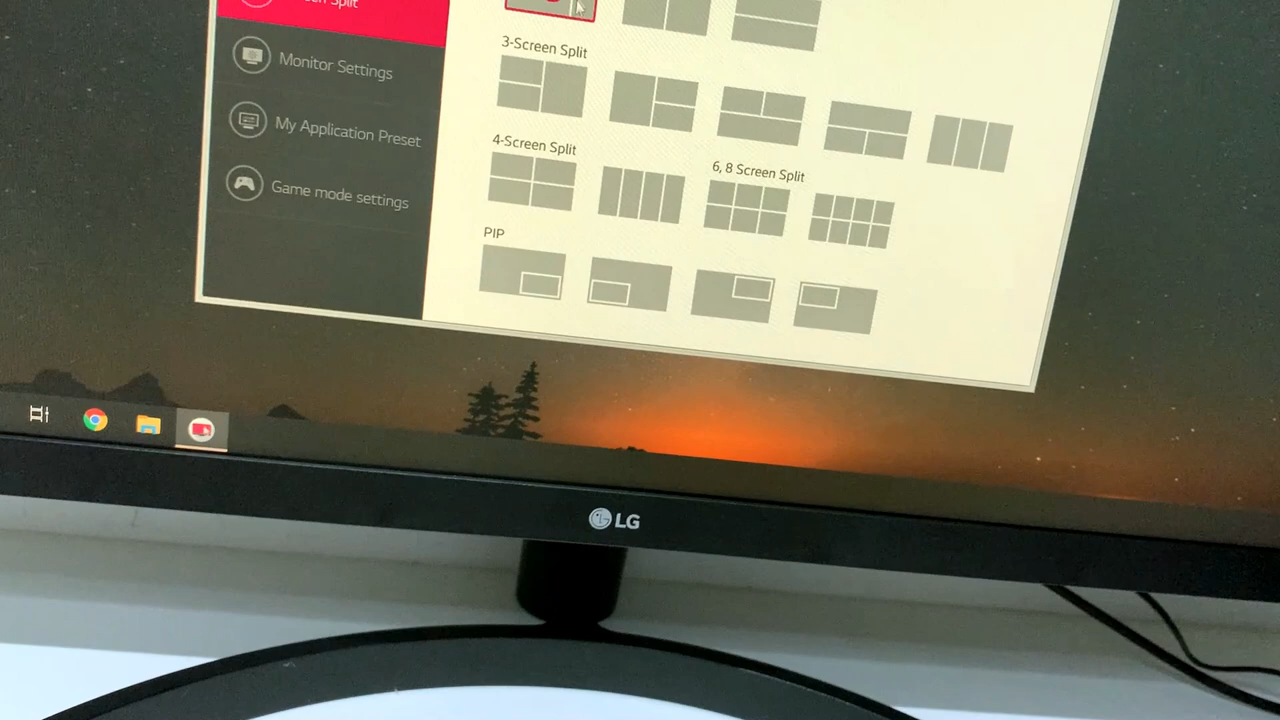 Split
Monitor Settings
My Application Preset
Game mode settings
3-Screen Split
4-Screen Split
6, 8 Screen Split
PIP
LG